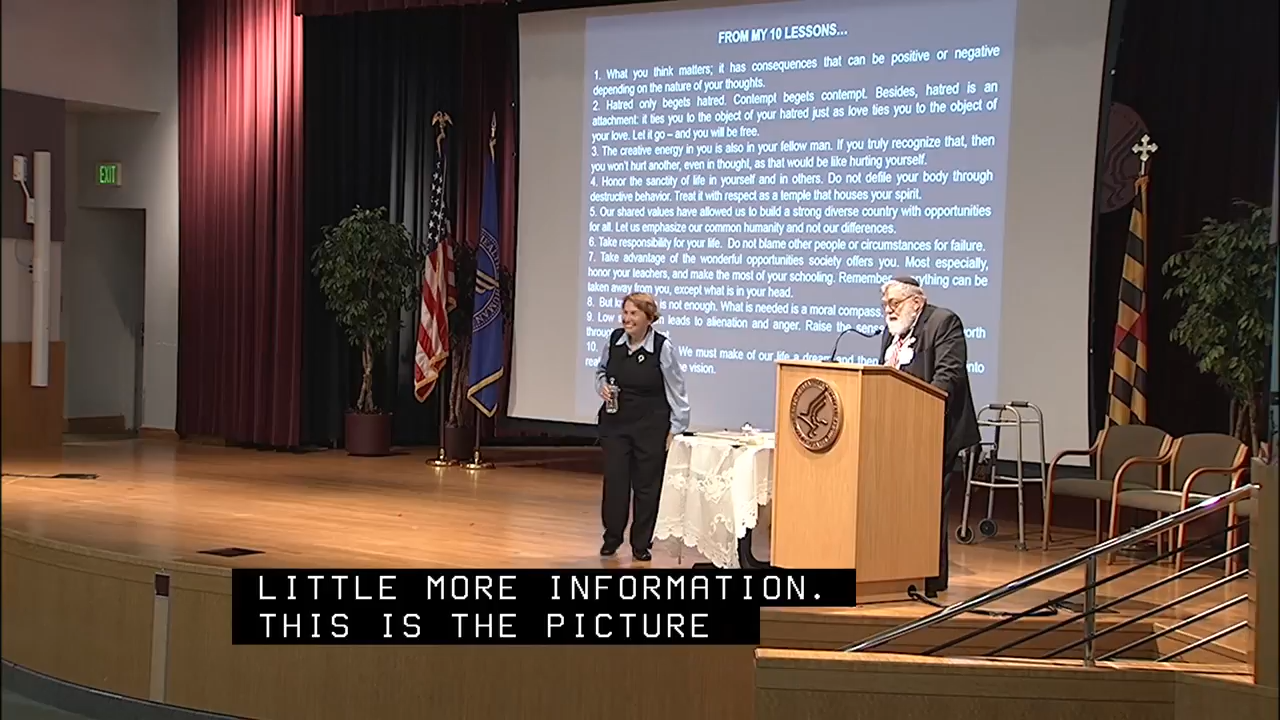 FROM MY 10 LESSONS...
1. What you think matters; it has consequences that can be positive or negative
depending on the nature of your thoughts.
2. Hatred only begets hatred. Contempt begets contempt. Besides, hatred is an
attachment: it ties you to the object of your hatred just as love ties you to the object of
your love. Let it go – and you will be free.
3. The creative energy in you is also in your fellow man. If you truly recognize that, then
you won't hurt another, even in thought, as that would be like hurting yourself.
4. Honor the sanctity of life in yourself and in others. Do not defile your body through
destructive behavior. Treat it with respect as a temple that houses your spirit.
5. Our shared values have allowed us to build a strong diverse country with opportunities
for all. Let us emphasize our common humanity and not our differences.
6. Take responsibility for your life. Do not blame other people or circumstances for failure.
7. Take advantage of the wonderful opportunities society offers you. Most especially,
honor your teachers, and make the most of your schooling. Remember, everything can be
taken away from you, except what is in your head.
8. But is not enough. What is needed is a moral compass.
9. Low leads to alienation and anger. Raise the sense
10. We must make of our life a dream and then
vision.
EXIT
LITTLE MORE INFORMATION.
THIS IS THE PICTURE